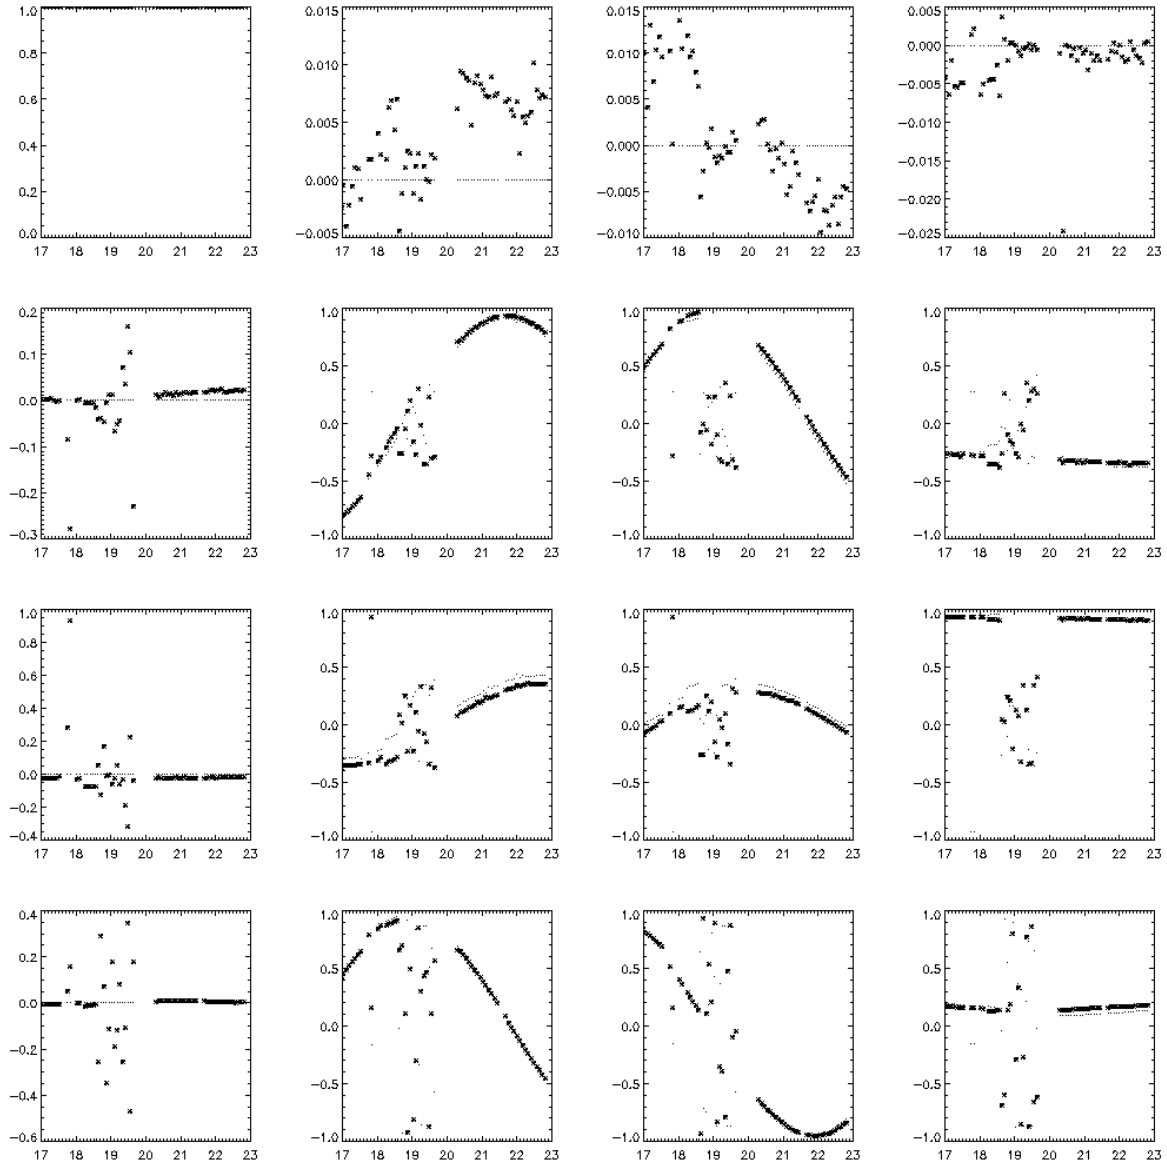 1.0 0.015 0.015 0.005
0.8 0.010 0.010 0.000
0.6 0.005 0.005 −0.005
0.4 0.000 0.000 −0.010
0.2 −0.005 −0.005 −0.015
0.0 −0.010 −0.020
−0.025
17 18 19 20 21 22 23 17 18 19 20 21 22 23 17 18 19 20 21 22 23 17 18 19 20 21 22 23
0.2 1.0 1.0 1.0
0.1 0.5 0.5 0.5
0.0 0.0 0.0 0.0
−0.1 −0.5 −0.5 −0.5
−0.2 −1.0 −1.0 −1.0
−0.3
17 18 19 20 21 22 23 17 18 19 20 21 22 23 17 18 19 20 21 22 23 17 18 19 20 21 22 23
1.0 1.0 1.0 1.0
0.8 0.5 0.5 0.5
0.6 0.0 0.0 0.0
0.4 −0.5 −0.5 −0.5
0.2 −1.0 −1.0 −1.0
0.0
−0.2
−0.4
17 18 19 20 21 22 23 17 18 19 20 21 22 23 17 18 19 20 21 22 23 17 18 19 20 21 22 23
0.4 1.0 1.0 1.0
0.2 0.5 0.5 0.5
0.0 0.0 0.0 0.0
−0.2 −0.5 −0.5 −0.5
−0.4 −1.0 −1.0 −1.0
−0.6
17 18 19 20 21 22 23 17 18 19 20 21 22 23 17 18 19 20 21 22 23 17 18 19 20 21 22 23